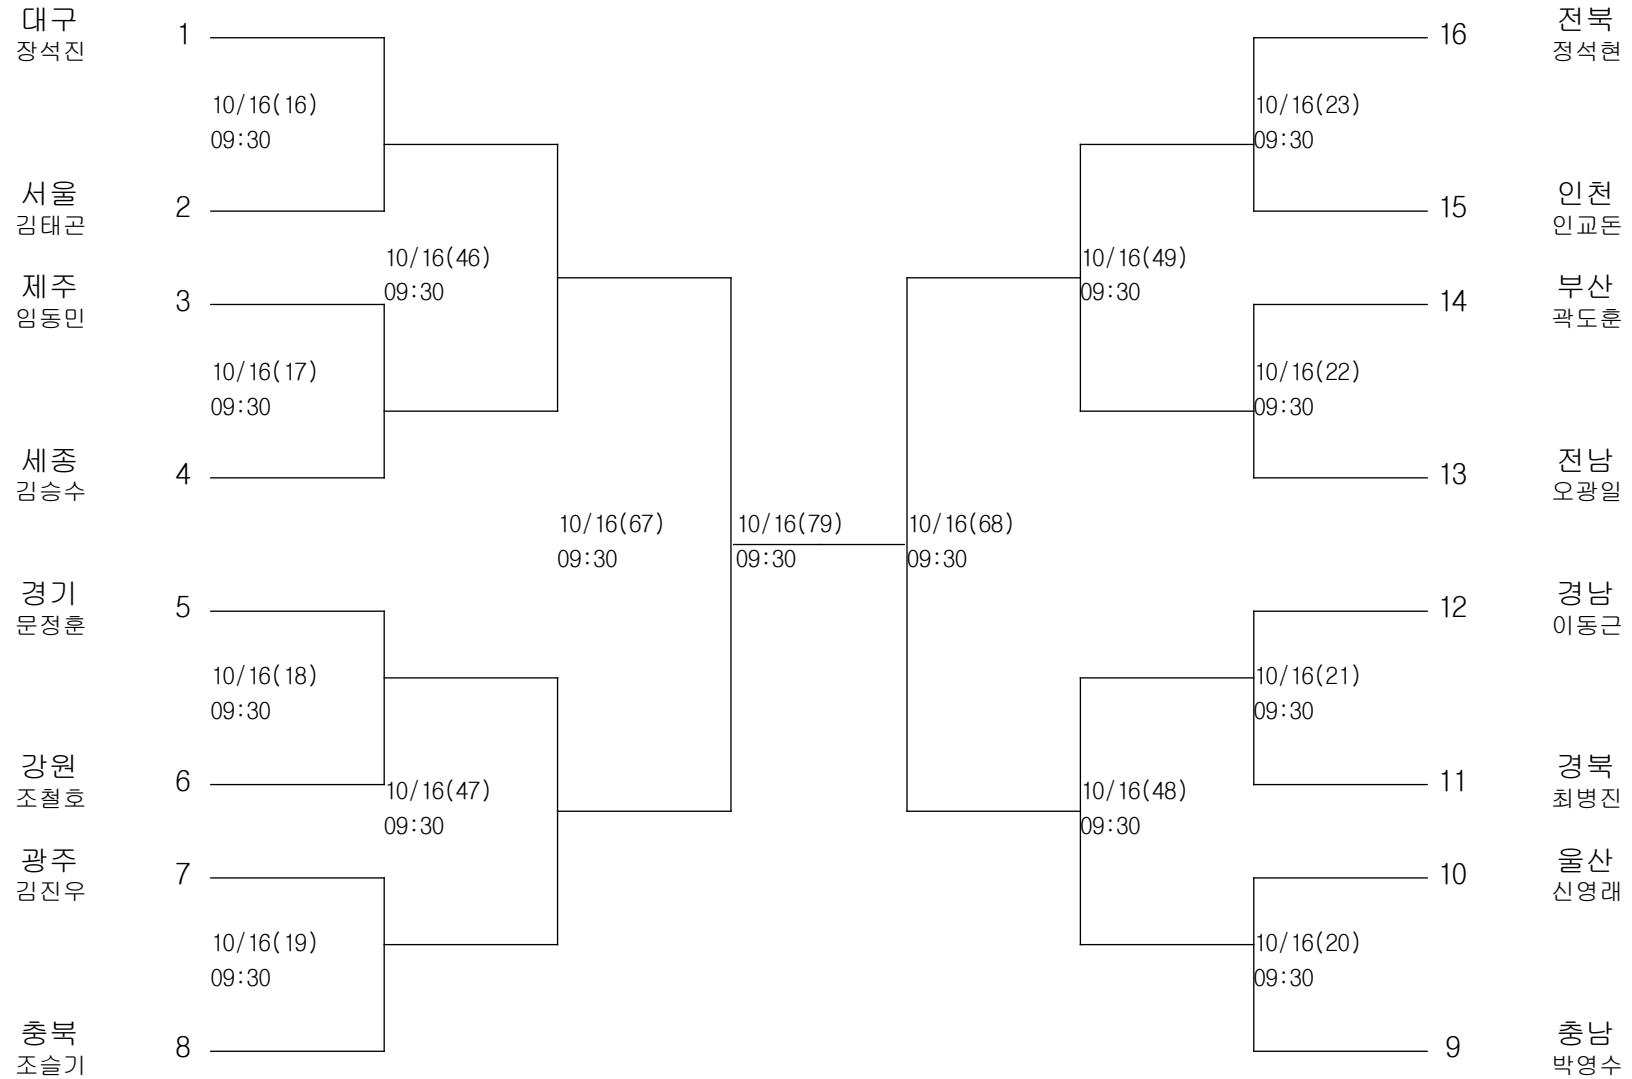 대구
장석진
1
10/16(16)
09:30
서울
김태곤
2
10/16(46)
09:30
제주
임동민
3
10/16(17)
09:30
세종
김승수
4
10/16(67)
09:30
경기
문정훈
5
10/16(18)
09:30
강원
조철호
6
10/16(47)
09:30
광주
김진우
7
10/16(19)
09:30
충북
조슬기
8
10/16(79)
09:30
전북
정석현
16
10/16(23)
09:30
인천
인교돈
15
10/16(49)
09:30
부산
곽도훈
14
10/16(22)
09:30
전남
오광일
13
10/16(68)
09:30
경남
이동근
12
10/16(21)
09:30
경북
최병진
11
10/16(48)
09:30
울산
신영래
10
10/16(20)
09:30
충남
박영수
9